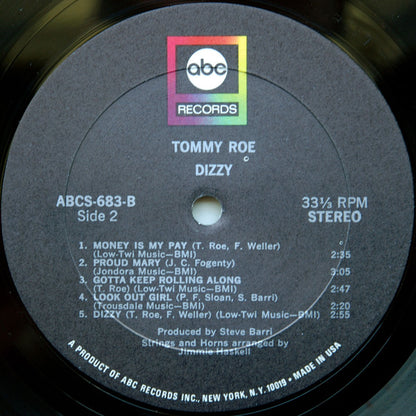 abc
RECORDS
TOMMY ROE
DIZZY
ABCS-683-B
Side 2
33⅓ RPM
STEREO
1. MONEY IS MY PAY (T. Roe, F. Weller)
(Low-Twi Music—BMI) 2:35
2. PROUD MARY (J. C. Fogenty)
(Jondora Music—BMI) 3:05
3. GOTTA KEEP ROLLING ALONG
(T. Roe) (Low-Twi Music—BMI) 2:47
4. LOOK OUT GIRL (P. F. Sloan, S. Barri)
(Trousdale Music—BMI) 2:20
5. DIZZY (T. Roe, F. Weller) (Low-Twi Music—BMI) 2:55
Produced by Steve Barri
Strings and Horns arranged by
Jimmie Haskell
A PRODUCT OF ABC RECORDS INC., NEW YORK, N.Y. 10019 • MADE IN USA